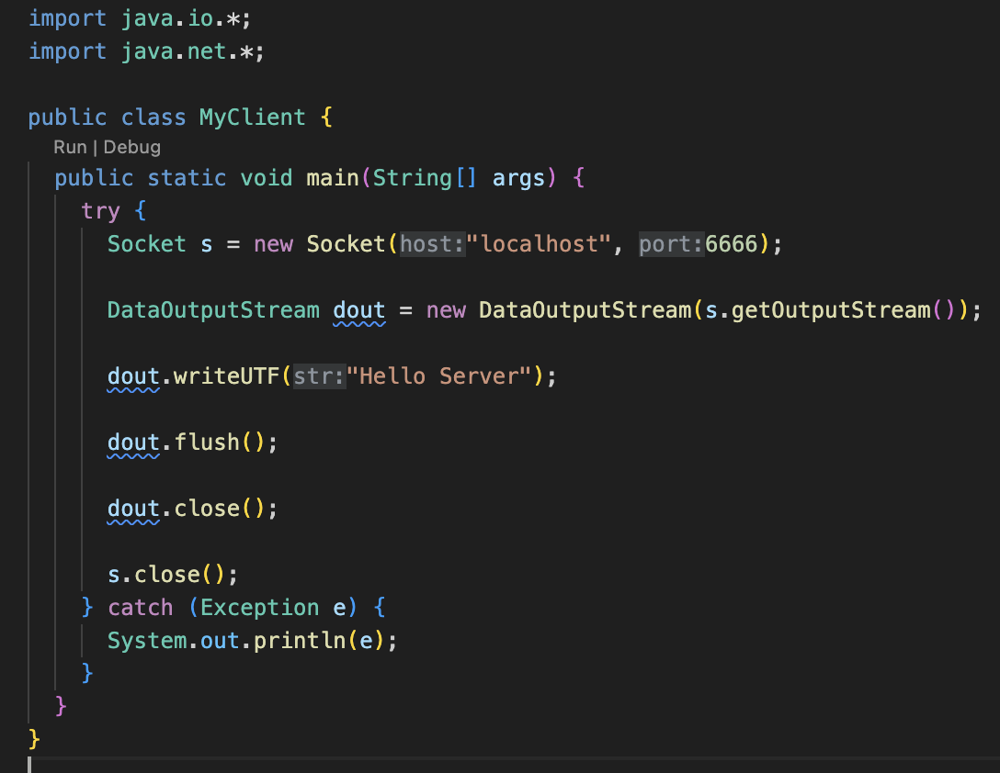 import java.io.*;
import java.net.*;
public class MyClient {
Run | Debug
public static void main(String[] args) {
try {
Socket s = new Socket(host:"localhost", port:6666);
DataOutputStream dout = new DataOutputStream(s.getOutputStream());
dout.writeUTF(str:"Hello Server");
dout.flush();
dout.close();
s.close();
} catch (Exception e) {
System.out.println(e);
}
}
}